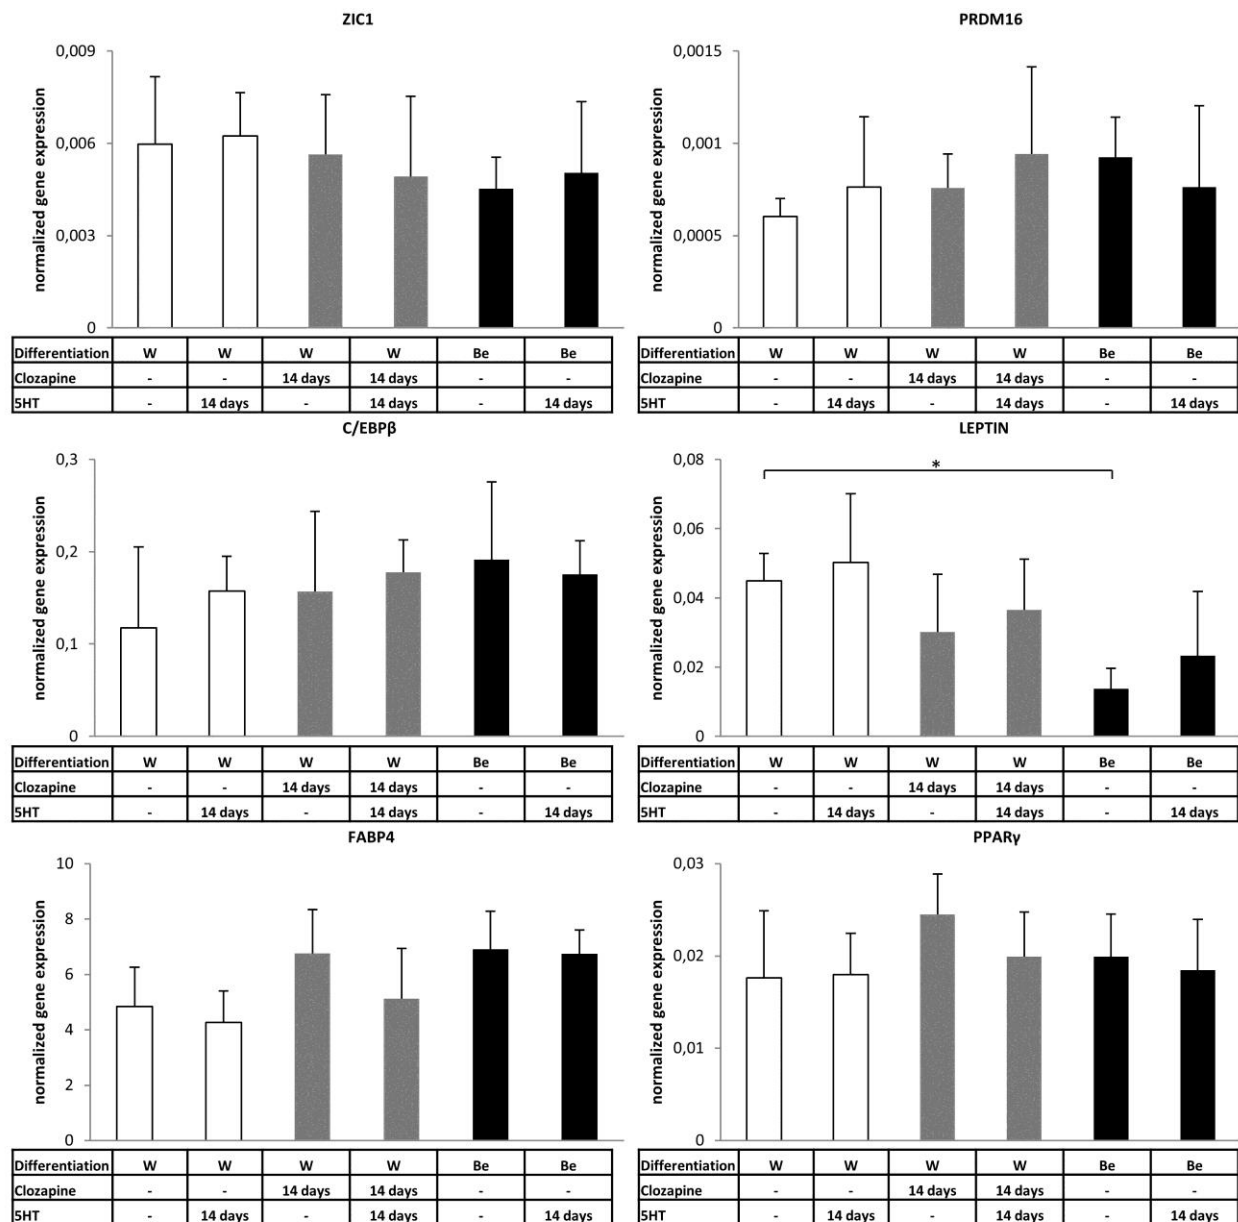 ZIC1
normalized gene expression
0,009
0,006
0,003
0
Differentiation W W W W Be Be
Clozapine - - 14 days 14 days - -
5HT - 14 days - 14 days - 14 days
PRDM16
normalized gene expression
0,0015
0,001
0,0005
0
Differentiation W W W W Be Be
Clozapine - - 14 days 14 days - -
5HT - 14 days - 14 days - 14 days
C/EBPβ
normalized gene expression
0,3
0,2
0,1
0
Differentiation W W W W Be Be
Clozapine - - 14 days 14 days - -
5HT - 14 days - 14 days - 14 days
LEPTIN
normalized gene expression
0,08
*
0,06
0,04
0,02
0
Differentiation W W W W Be Be
Clozapine - - 14 days 14 days - -
5HT - 14 days - 14 days - 14 days
FABP4
normalized gene expression
10
8
6
4
2
0
Differentiation W W W W Be Be
Clozapine - - 14 days 14 days - -
5HT - 14 days - 14 days - 14 days
PPARγ
normalized gene expression
0,03
0,02
0,01
0
Differentiation W W W W Be Be
Clozapine - - 14 days 14 days - -
5HT - 14 days - 14 days - 14 days